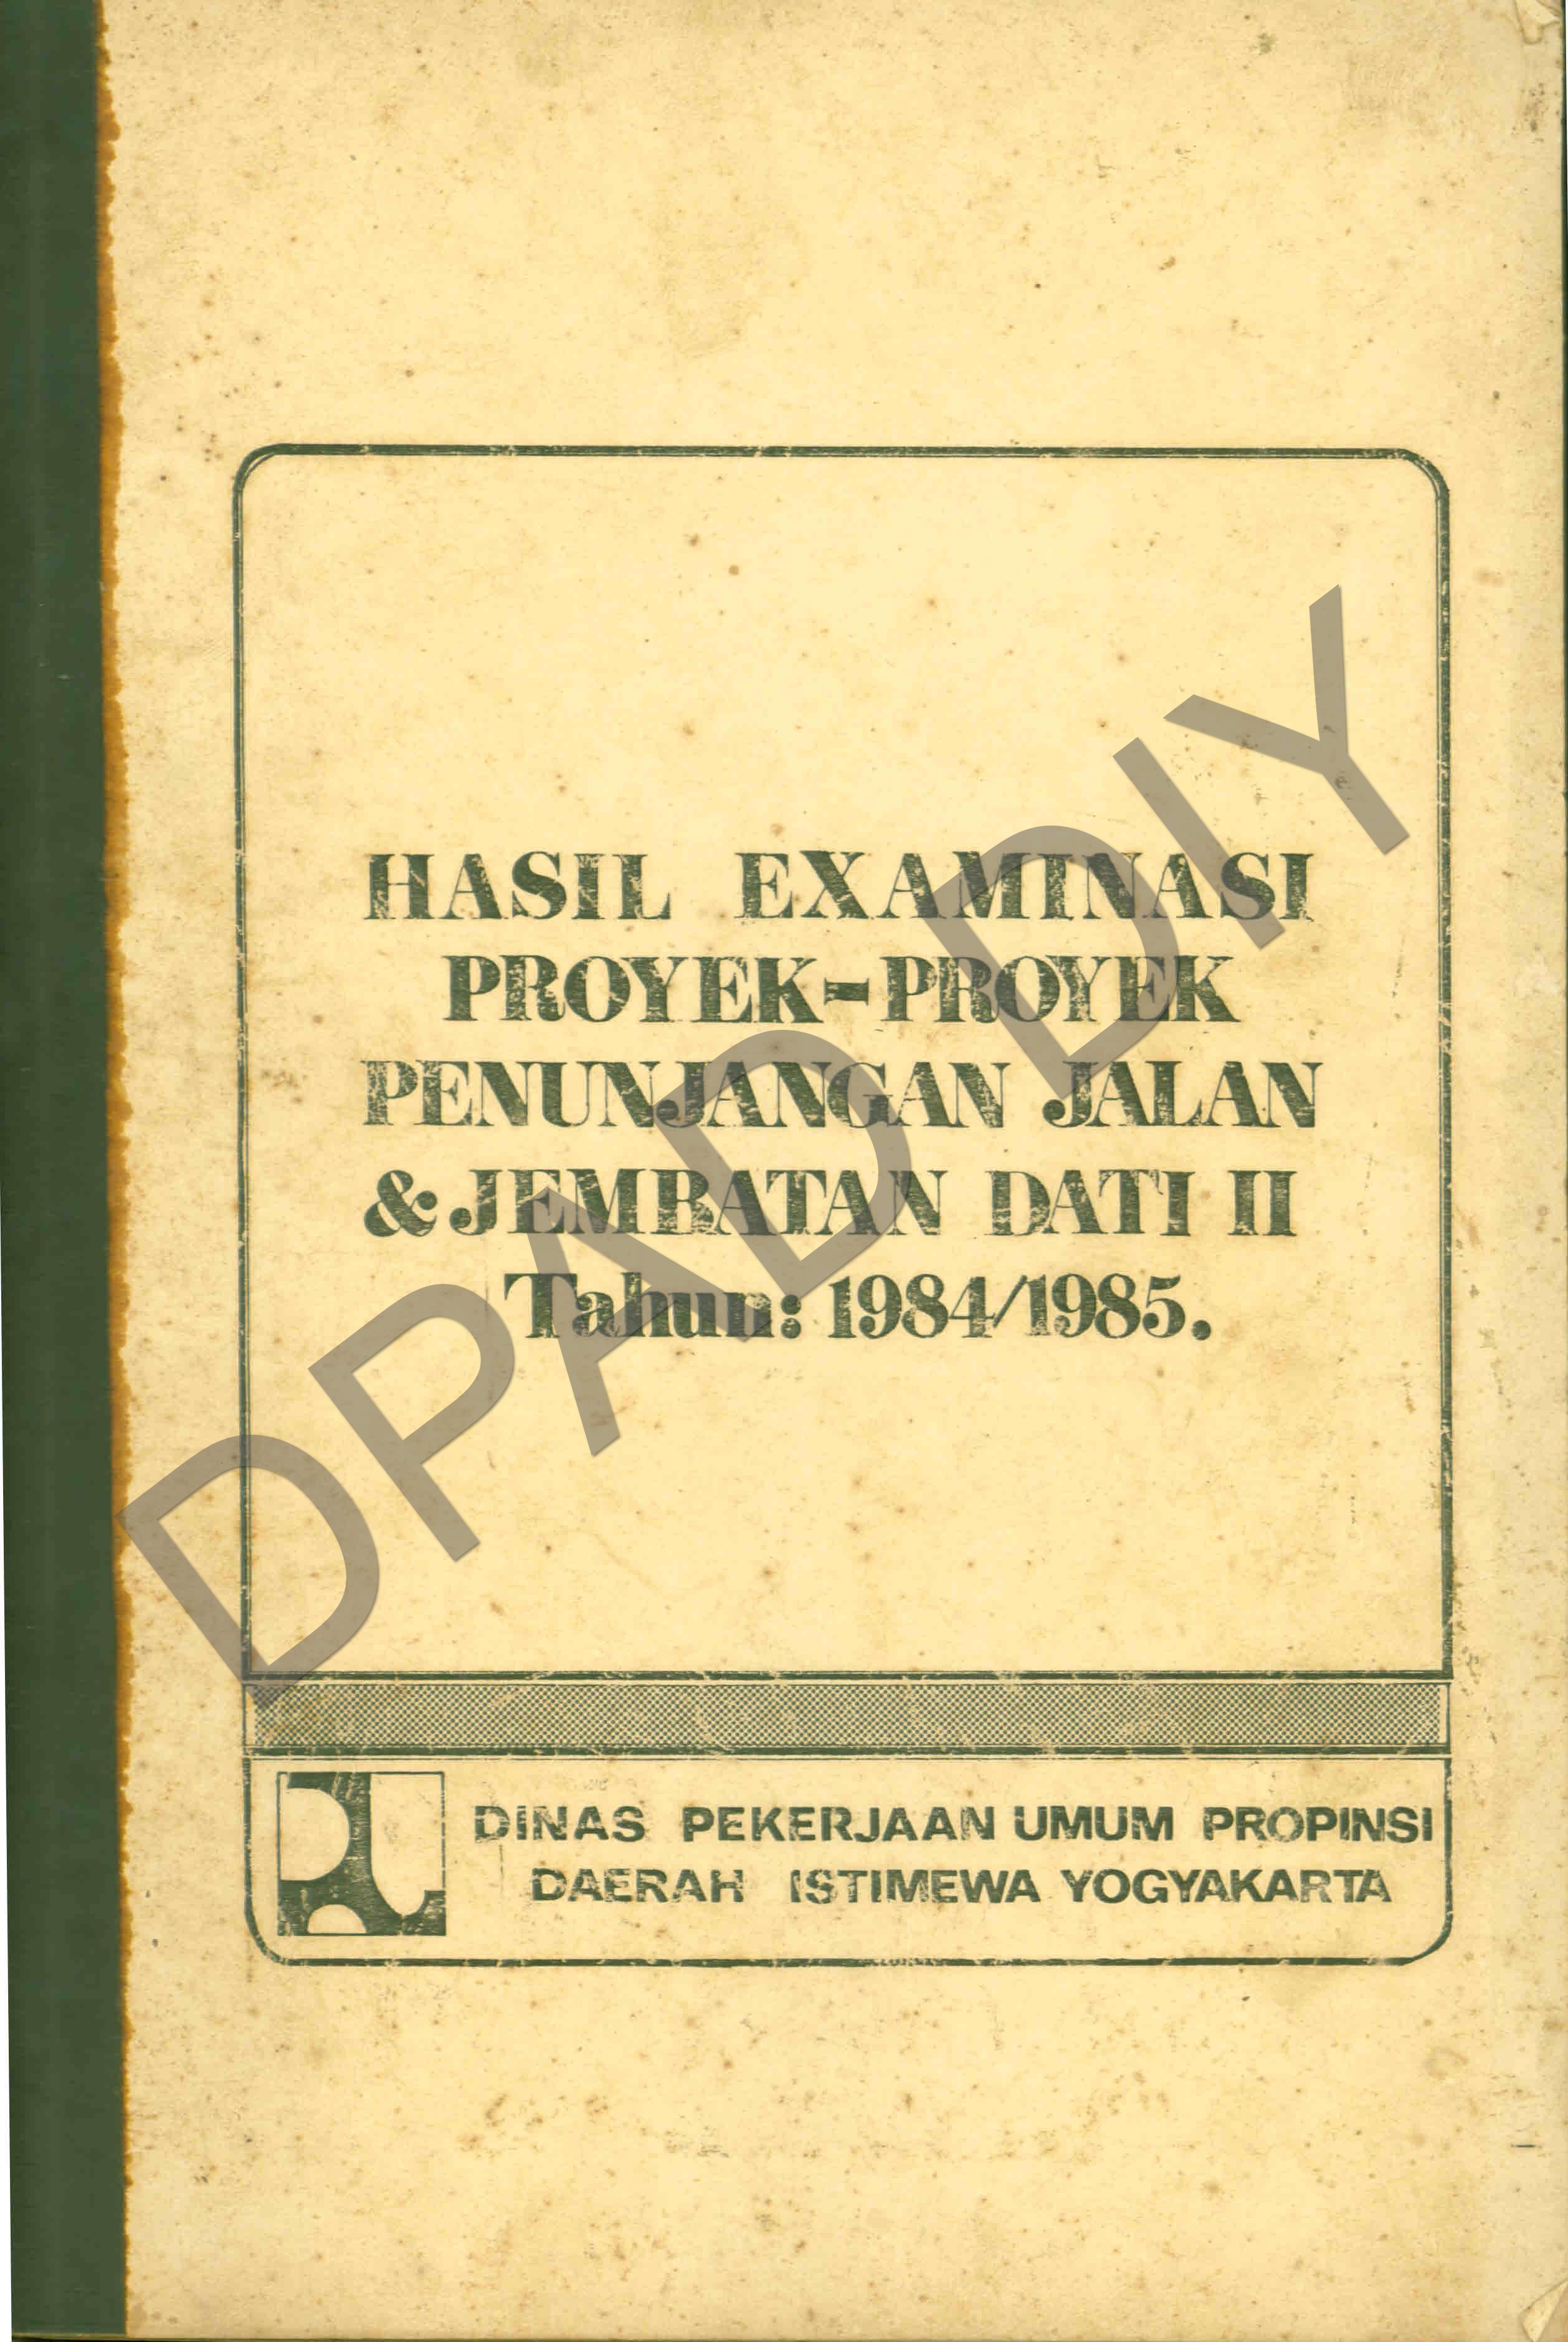 HASIL EXAMINASI
PROYEK-PROYEK
PENUNJANGAN JALAN
& JEMBATAN DATI II
Tahun: 1984/1985.
DINAS PEKERJAAN UMUM PROPINSI
DAERAH ISTIMEWA YOGYAKARTA
DPAD DIY